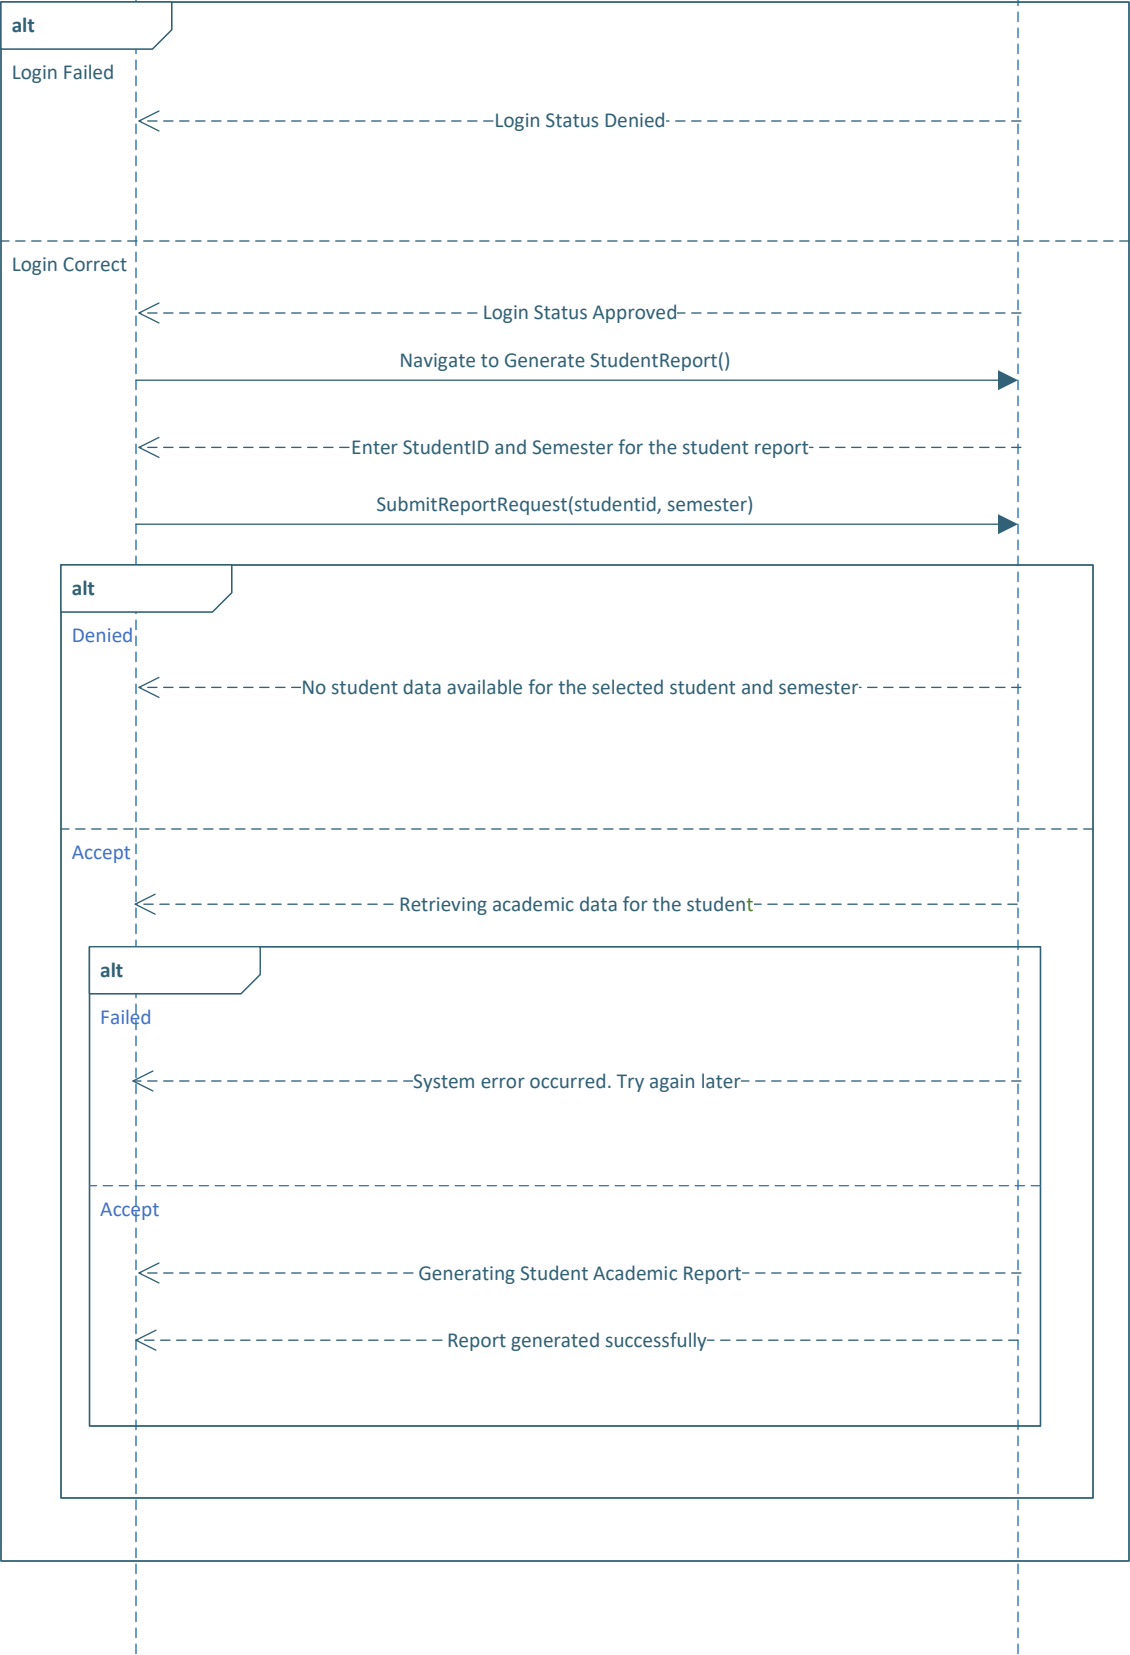 alt
Login Failed
Login Status Denied
Login Correct
Login Status Approved
Navigate to Generate StudentReport()
Enter StudentID and Semester for the student report
SubmitReportRequest(studentid, semester)
alt
Denied
No student data available for the selected student and semester
Accept
Retrieving academic data for the student
alt
Failed
System error occurred. Try again later
Accept
Generating Student Academic Report
Report generated successfully